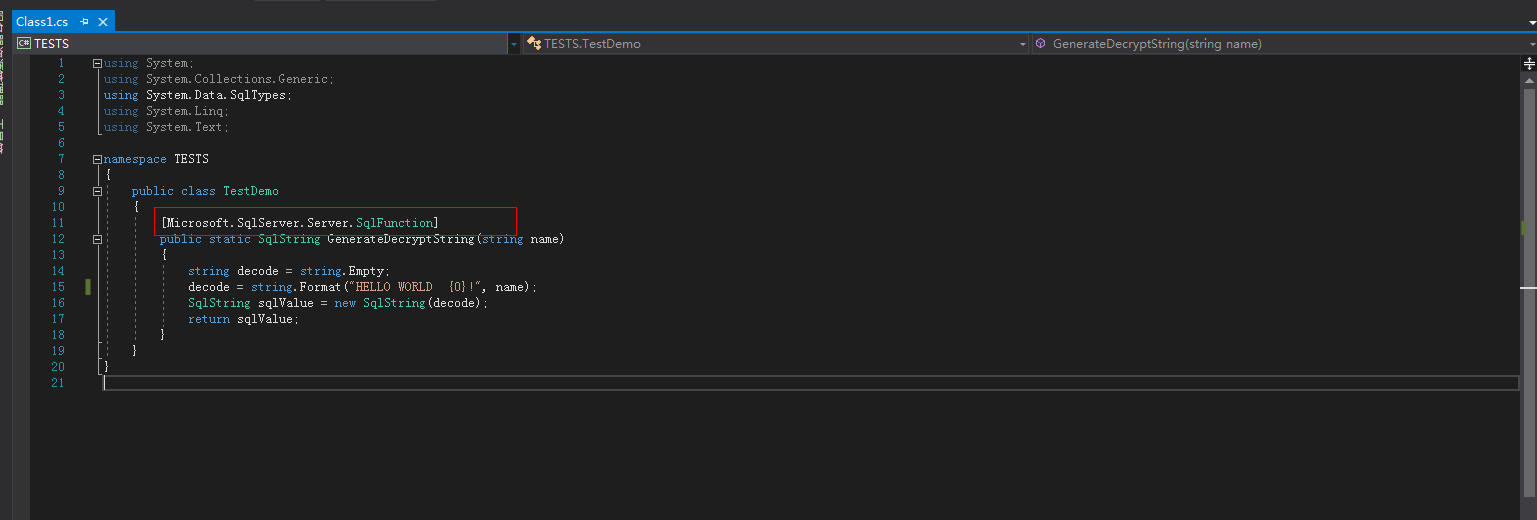 Class1.cs
C# TESTS
TESTS.TestDemo
GenerateDecryptString(string name)
1 using System;
2 using System.Collections.Generic;
3 using System.Data.SqlTypes;
4 using System.Linq;
5 using System.Text;
6
7 namespace TESTS
8 {
9 public class TestDemo
10 {
11 [Microsoft.SqlServer.Server.SqlFunction]
12 public static SqlString GenerateDecryptString(string name)
13 {
14 string decode = string.Empty;
15 decode = string.Format("HELLO WORLD  {0}!", name);
16 SqlString sqlValue = new SqlString(decode);
17 return sqlValue;
18 }
19 }
20 }
21